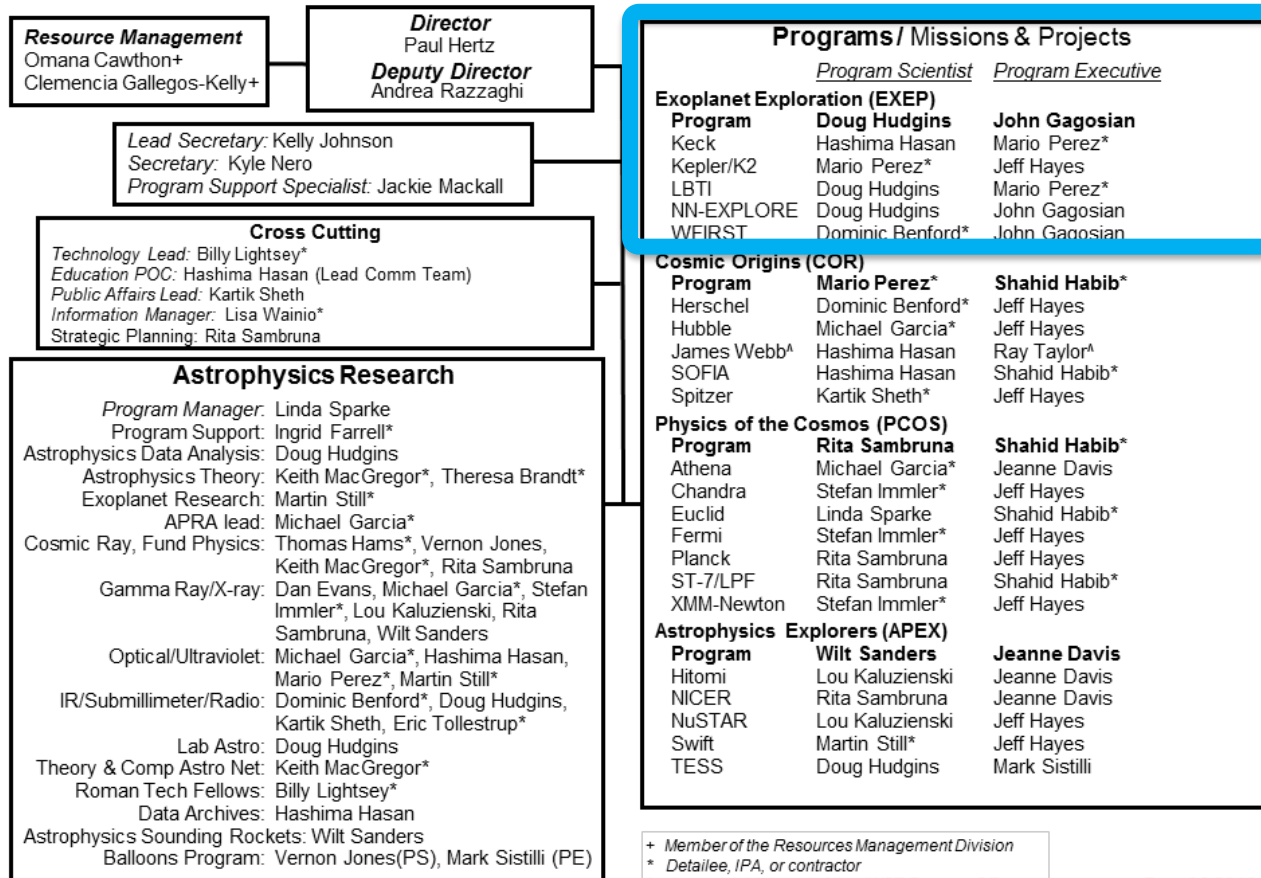 Resource Management
Omana Cawthon+
Clemencia Gallegos-Kelly+
Director
Paul Hertz
Deputy Director
Andrea Razzaghi
Lead Secretary: Kelly Johnson
Secretary: Kyle Nero
Program Support Specialist: Jackie Mackall
Cross Cutting
Technology Lead: Billy Lightsey*
Education POC: Hashima Hasan (Lead Comm Team)
Public Affairs Lead: Kartik Sheth
Information Manager: Lisa Wainio*
Strategic Planning: Rita Sambruna
Astrophysics Research
Program Manager: Linda Sparke
Program Support: Ingrid Farrell*
Astrophysics Data Analysis: Doug Hudgins
Astrophysics Theory: Keith MacGregor*, Theresa Brandt*
Exoplanet Research: Martin Still*
APRA lead: Michael Garcia*
Cosmic Ray, Fund Physics: Thomas Hams*, Vernon Jones,
Keith MacGregor*, Rita Sambruna
Gamma Ray/X-ray: Dan Evans, Michael Garcia*, Stefan
Immler*, Lou Kaluzienski, Rita
Sambruna, Wilt Sanders
Optical/Ultraviolet: Michael Garcia*, Hashima Hasan,
Mario Perez*, Martin Still*
IR/Submillimeter/Radio: Dominic Benford*, Doug Hudgins,
Kartik Sheth, Eric Tollestrup*
Lab Astro: Doug Hudgins
Theory & Comp Astro Net: Keith MacGregor*
Roman Tech Fellows: Billy Lightsey*
Data Archives: Hashima Hasan
Astrophysics Sounding Rockets: Wilt Sanders
Balloons Program: Vernon Jones(PS), Mark Sistilli (PE)
Programs / Missions & Projects
Program Scientist Program Executive
Exoplanet Exploration (EXEP)
Program Doug Hudgins John Gagosian
Keck Hashima Hasan Mario Perez*
Kepler/K2 Mario Perez* Jeff Hayes
LBTI Doug Hudgins Mario Perez*
NN-EXPLORE Doug Hudgins John Gagosian
WFIRST Dominic Benford* John Gagosian
Cosmic Origins (COR)
Program Mario Perez* Shahid Habib*
Herschel Dominic Benford* Jeff Hayes
Hubble Michael Garcia* Jeff Hayes
James Webb^ Hashima Hasan Ray Taylor^
SOFIA Hashima Hasan Shahid Habib*
Spitzer Kartik Sheth* Jeff Hayes
Physics of the Cosmos (PCOS)
Program Rita Sambruna Shahid Habib*
Athena Michael Garcia* Jeanne Davis
Chandra Stefan Immler* Jeff Hayes
Euclid Linda Sparke Shahid Habib*
Fermi Stefan Immler* Jeff Hayes
Planck Rita Sambruna Jeff Hayes
ST-7/LPF Rita Sambruna Shahid Habib*
XMM-Newton Stefan Immler* Jeff Hayes
Astrophysics Explorers (APEX)
Program Wilt Sanders Jeanne Davis
Hitomi Lou Kaluzienski Jeanne Davis
NICER Rita Sambruna Jeanne Davis
NuSTAR Lou Kaluzienski Jeff Hayes
Swift Martin Still* Jeff Hayes
TESS Doug Hudgins Mark Sistilli
+ Member of the Resources Management Division
* Detailee, IPA, or contractor